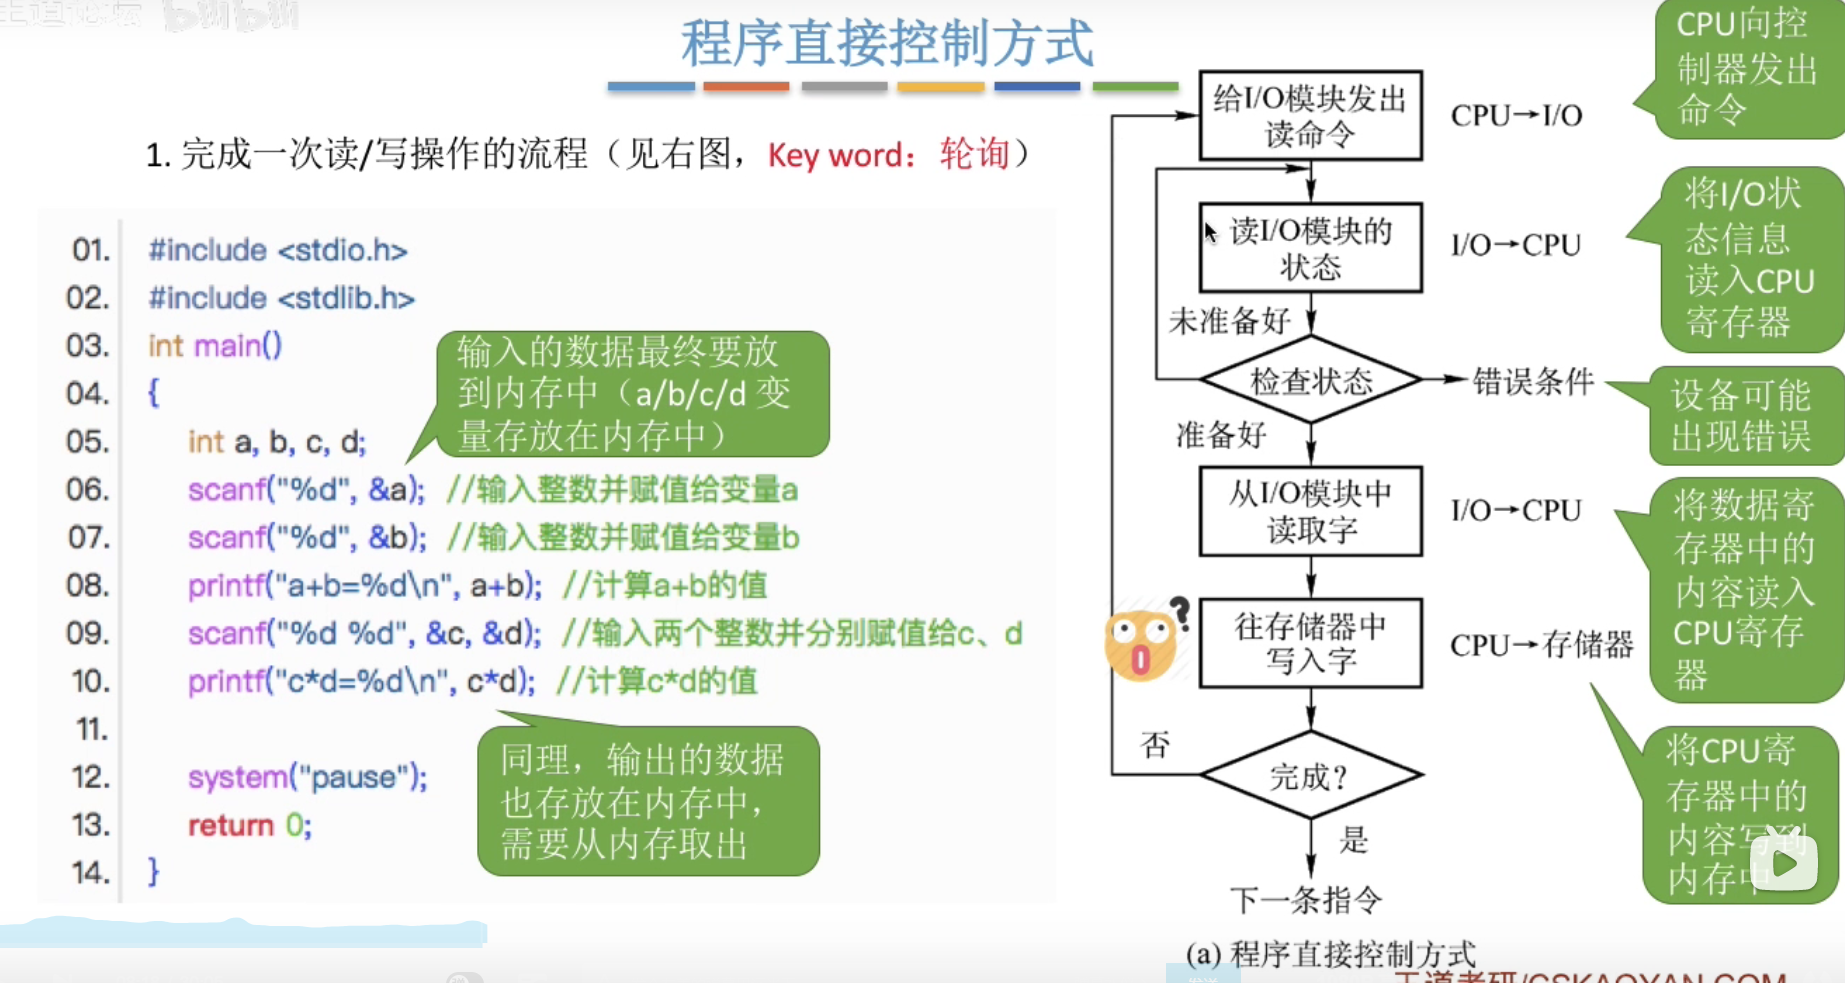 王道论坛 bilibili
程序直接控制方式
1. 完成一次读/写操作的流程（见右图，Key word：轮询）
01. #include <stdio.h>
02. #include <stdlib.h>
03. int main()
04. {
05. int a, b, c, d;
06. scanf("%d", &a); //输入整数并赋值给变量a
07. scanf("%d", &b); //输入整数并赋值给变量b
08. printf("a+b=%d\n", a+b); //计算a+b的值
09. scanf("%d %d", &c, &d); //输入两个整数并分别赋值给c、d
10. printf("c*d=%d\n", c*d); //计算c*d的值
11.
12. system("pause");
13. return 0;
14. }
输入的数据最终要放
到内存中（a/b/c/d 变
量存放在内存中）
同理，输出的数据
也存放在内存中，
需要从内存取出
给I/O模块发出
读命令
CPU→I/O
CPU向控
制器发出
命令
读I/O模块的
状态
I/O→CPU
将I/O状
态信息
读入CPU
寄存器
未准备好
检查状态
错误条件
设备可能
出现错误
准备好
从I/O模块中
读取字
I/O→CPU
将数据寄
存器中的
内容读入
CPU寄存
器
往存储器中
写入字
CPU→存储器
将CPU寄
存器中的
内容写到
内存中
否
完成？
是
下一条指令
(a) 程序直接控制方式
王道考研/CSKAOYAN.COM